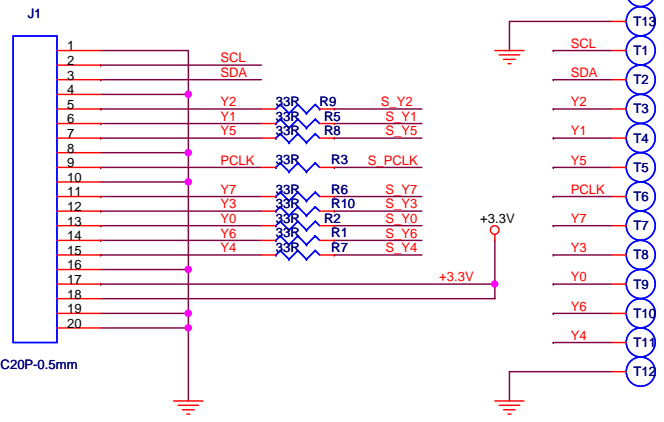 J1
T13
1
2 SCL
3 SDA
4
5 Y2 33R R9 S_Y2
6 Y1 33R R5 S_Y1
7 Y5 33R R8 S_Y5
8
9 PCLK 33R R3 S_PCLK
10
11 Y7 33R R6 S_Y7
12 Y3 33R R10 S_Y3
13 Y0 33R R2 S_Y0
14 Y6 33R R1 S_Y6
15 Y4 33R R7 S_Y4
16
17 +3.3V
18
19
20
+3.3V
C20P-0.5mm
SCL T1
SDA T2
Y2 T3
Y1 T4
Y5 T5
PCLK T6
Y7 T7
Y3 T8
Y0 T9
Y6 T10
Y4 T11
T12